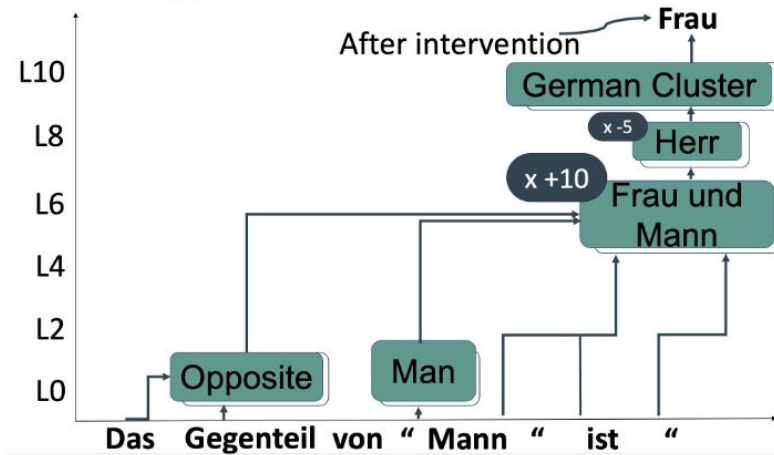 Frau
After intervention
L10
German Cluster
x -5
L8
Herr
x +10
L6
Frau und
Mann
L4
L2
Opposite
Man
L0
Das Gegenteil von “ Mann “ ist “